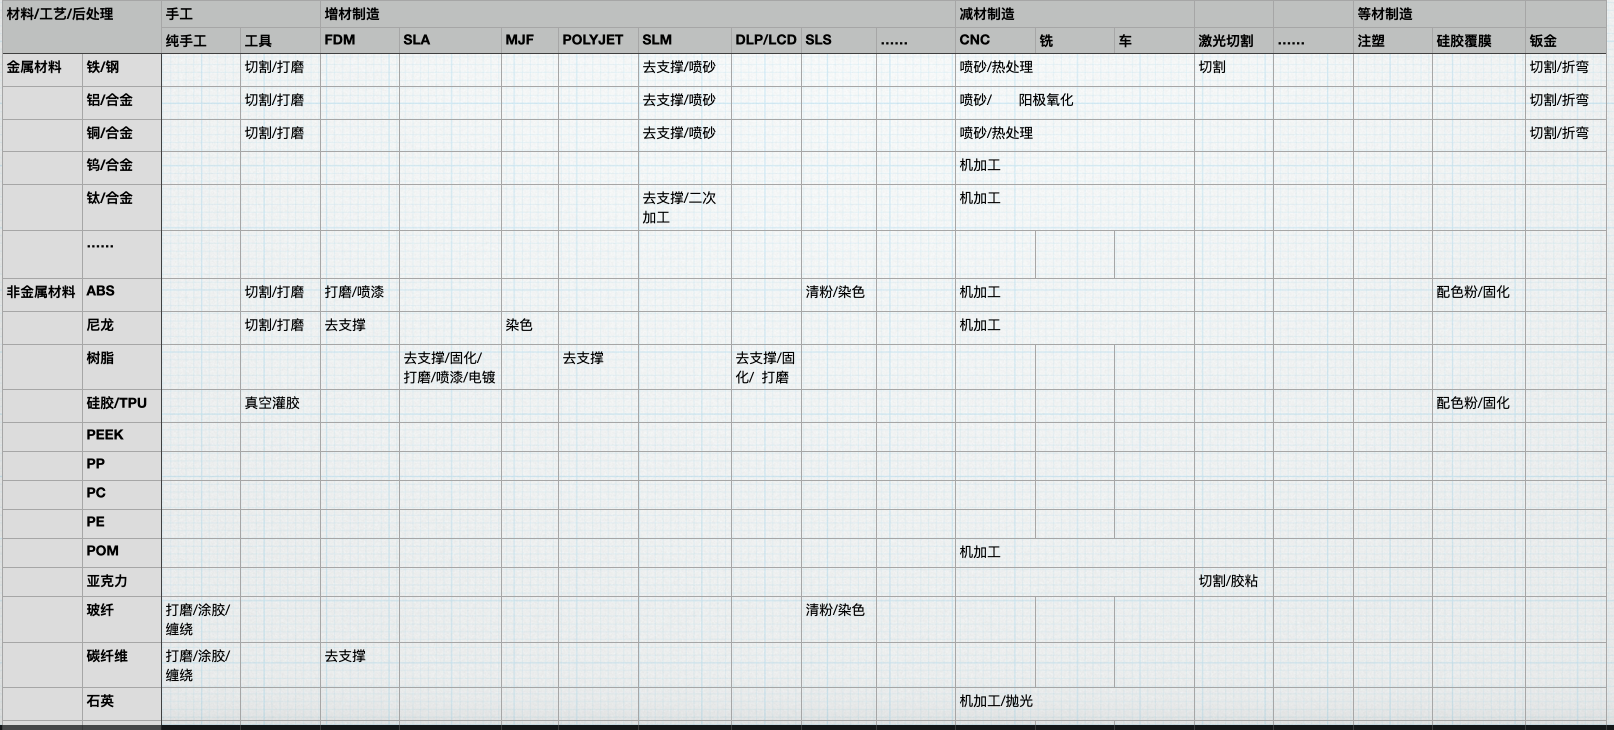 材料/工艺/后处理 手工 增材制造 减材制造 等材制造
纯手工 工具 FDM SLA MJF POLYJET SLM DLP/LCD SLS …… CNC 铣 车 激光切割 …… 注塑 硅胶覆膜 钣金
金属材料 铁/钢 切割/打磨 去支撑/喷砂 喷砂/热处理 切割 切割/折弯
铝/合金 切割/打磨 去支撑/喷砂 喷砂/ 阳极氧化 切割/折弯
铜/合金 切割/打磨 去支撑/喷砂 喷砂/热处理 切割/折弯
钨/合金 机加工
钛/合金 去支撑/二次 机加工
加工
……
非金属材料 ABS 切割/打磨 打磨/喷漆 清粉/染色 机加工 配色粉/固化
尼龙 切割/打磨 去支撑 染色 机加工
树脂 去支撑/固化/ 去支撑 去支撑/固
打磨/喷漆/电镀 化/ 打磨
硅胶/TPU 真空灌胶 配色粉/固化
PEEK
PP
PC
PE
POM 机加工
亚克力 切割/胶粘
玻纤 打磨/涂胶/ 清粉/染色
缠绕
碳纤维 打磨/涂胶/ 去支撑
缠绕
石英 机加工/抛光